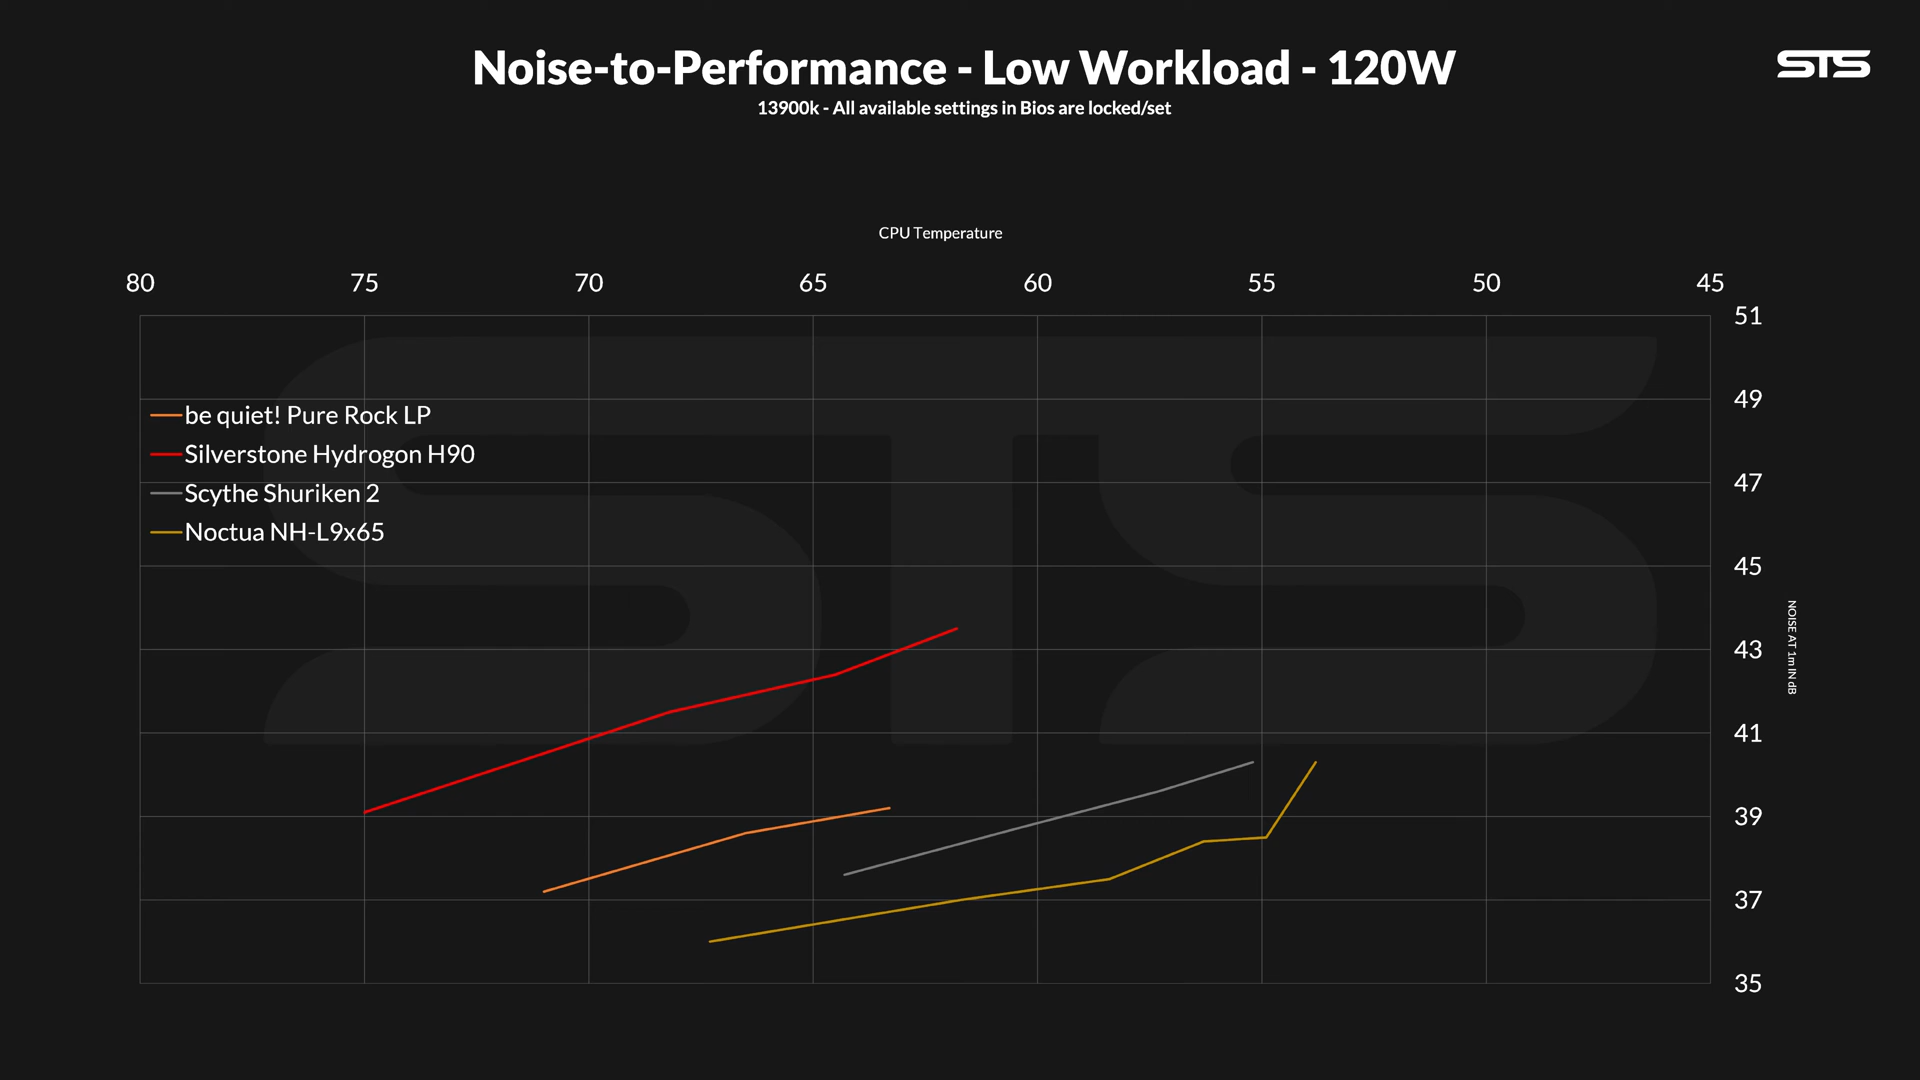 Noise-to-Performance - Low Workload - 120W
STS
13900k - All available settings in Bios are locked/set
CPU Temperature
80 75 70 65 60 55 50 45
51
49
47
45
43
41
39
37
35
be quiet! Pure Rock LP
Silverstone Hydrogon H90
Scythe Shuriken 2
Noctua NH-L9x65
NOISE AT 1m IN dB
STS